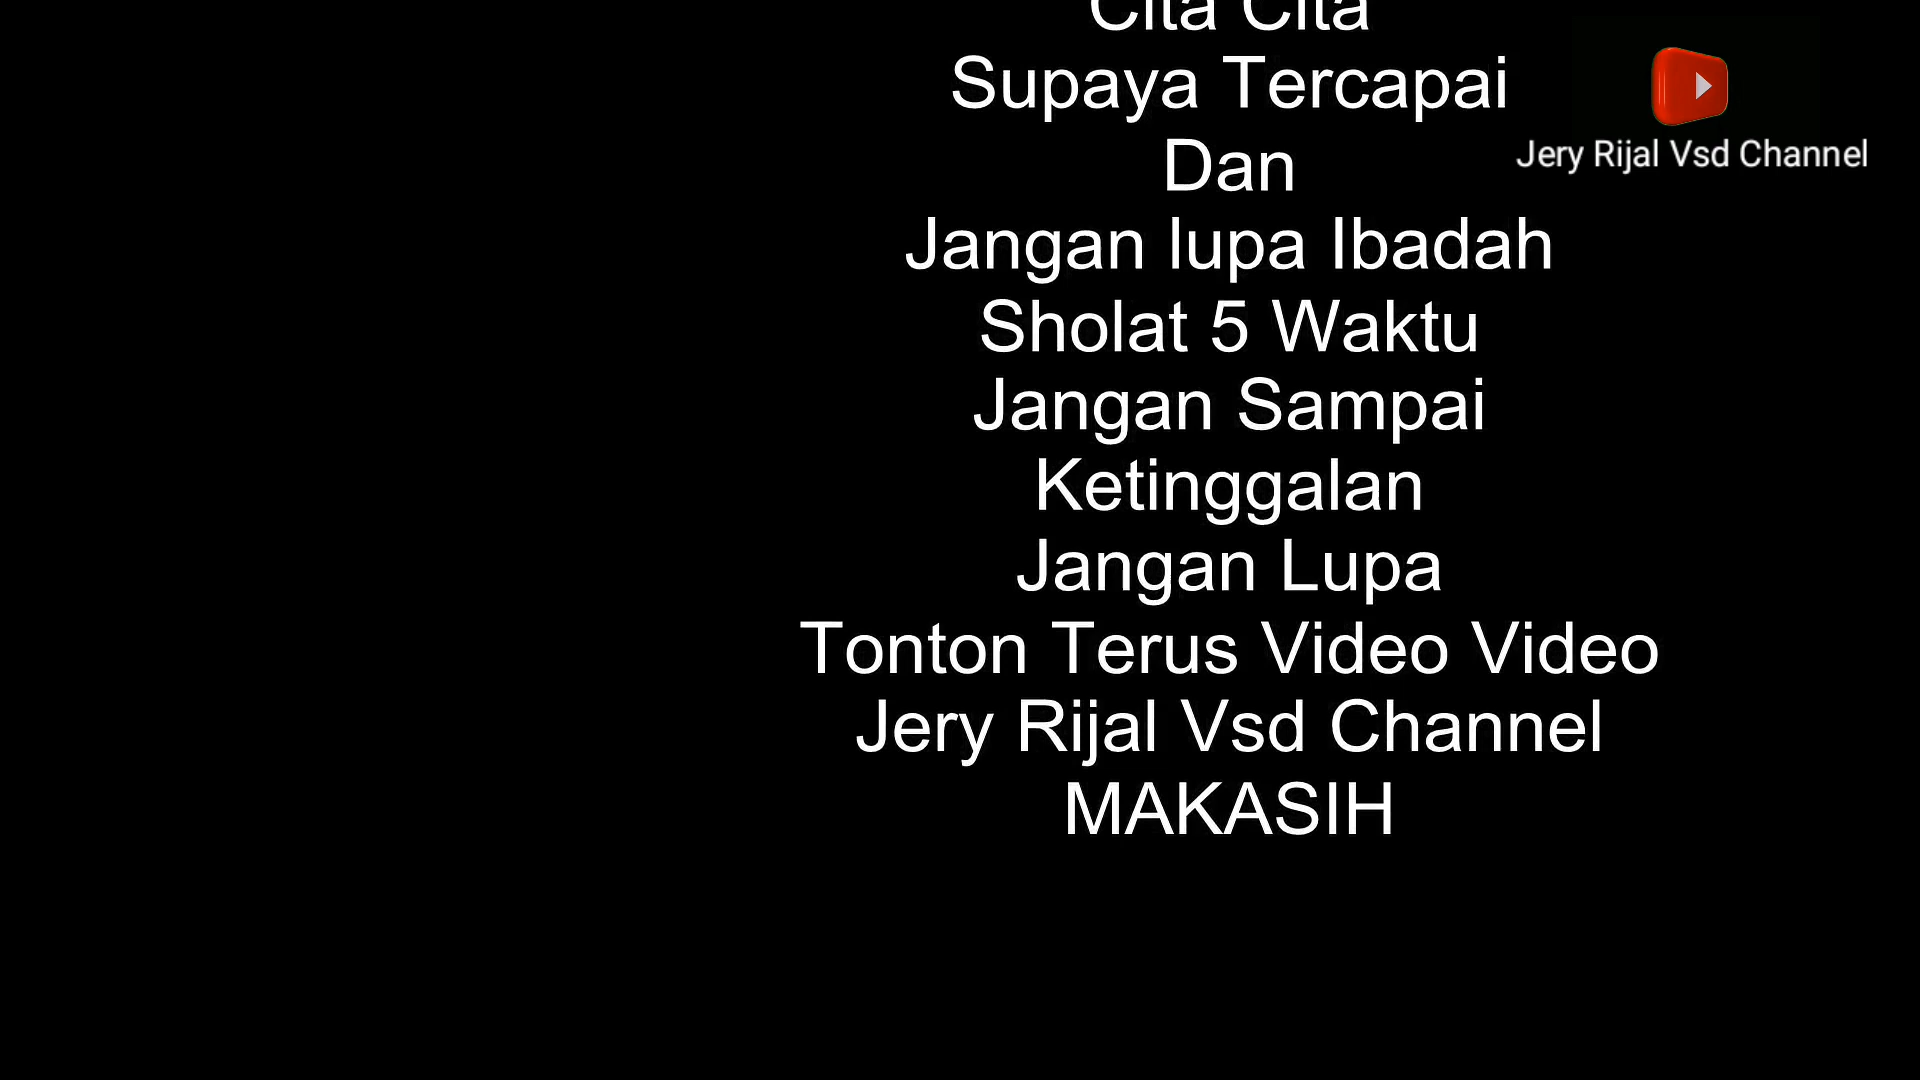 Cita Cita
Supaya Tercapai
Dan
Jangan lupa Ibadah
Sholat 5 Waktu
Jangan Sampai
Ketinggalan
Jangan Lupa
Tonton Terus Video Video
Jery Rijal Vsd Channel
MAKASIH
Jery Rijal Vsd Channel